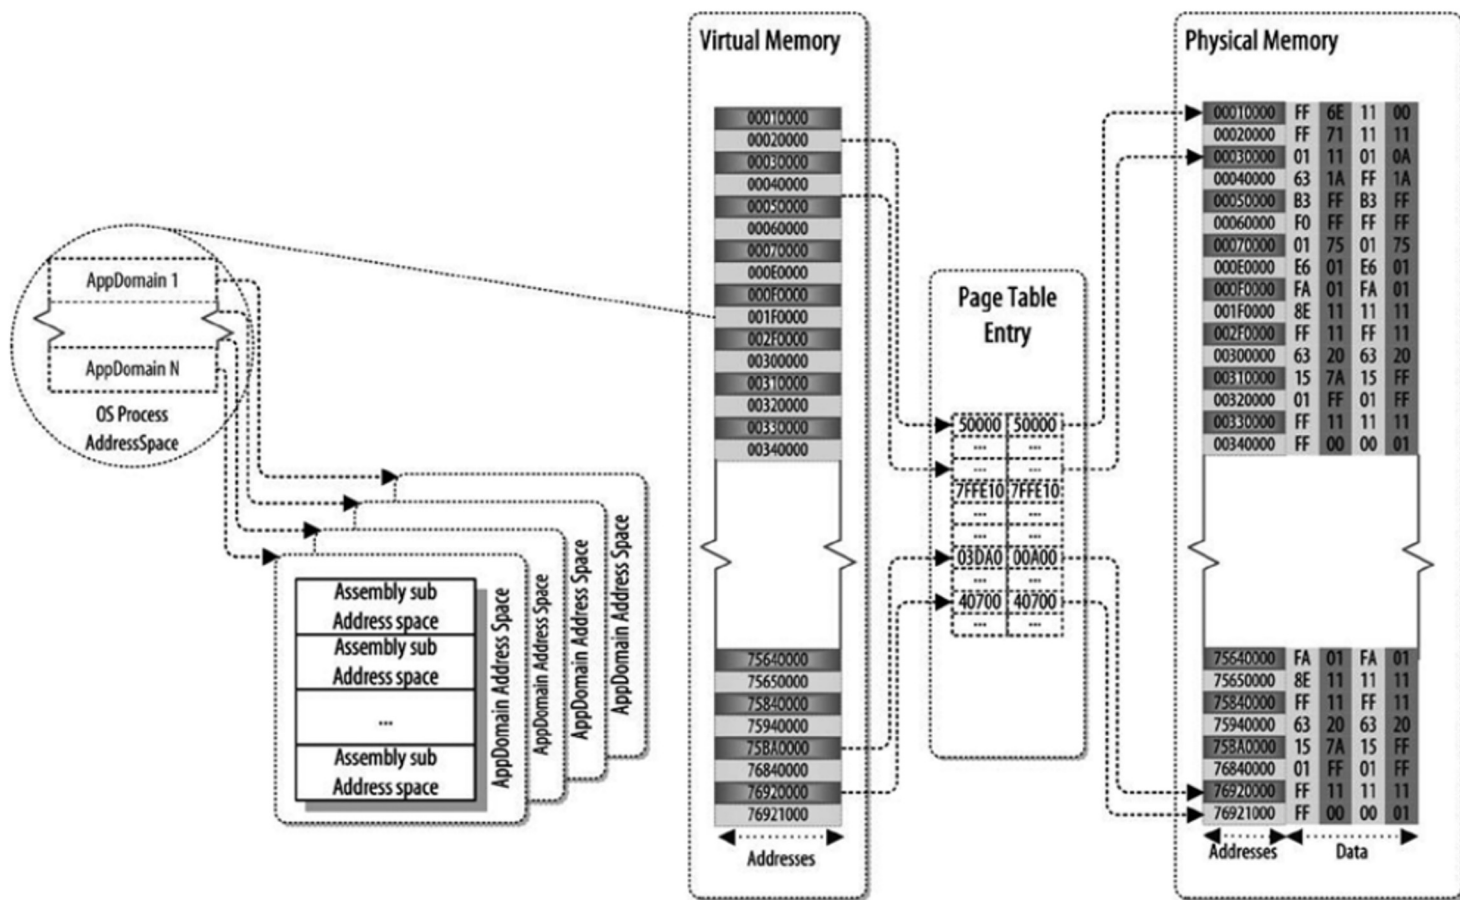 Virtual Memory
00010000
00020000
00030000
00040000
00050000
00060000
00070000
000E0000
000F0000
001F0000
002F0000
00300000
00310000
00320000
00330000
00340000
75640000
75650000
75840000
75940000
75BA0000
76840000
76920000
76921000
Addresses
Physical Memory
00010000 FF 6E 11 00
00020000 FF 71 11 11
00030000 01 11 01 0A
00040000 63 1A FF 1A
00050000 B3 FF B3 FF
00060000 F0 FF FF FF
00070000 01 75 01 75
000E0000 E6 01 E6 01
000F0000 FA 01 FA 01
001F0000 8E 11 11 11
002F0000 FF 11 FF 11
00300000 63 20 63 20
00310000 15 7A 15 FF
00320000 01 FF 01 FF
00330000 FF 11 11 11
00340000 FF 00 00 01
75640000 FA 01 FA 01
75650000 8E 11 11 11
75840000 FF 11 FF 11
75940000 63 20 63 20
75BA0000 15 7A 15 FF
76840000 01 FF 01 FF
76920000 FF 11 11 11
76921000 FF 00 00 01
Addresses Data
Page Table
Entry
50000 50000
... ...
... ...
7FFE10 7FFE10
... ...
... ...
03DA0 00A00
... ...
40700 40700
... ...
AppDomain 1
AppDomain N
OS Process
AddressSpace
Assembly sub
Address space
Assembly sub
Address space
...
Assembly sub
Address space
AppDomain Address Space
AppDomain Address Space
AppDomain Address Space
AppDomain Address Space